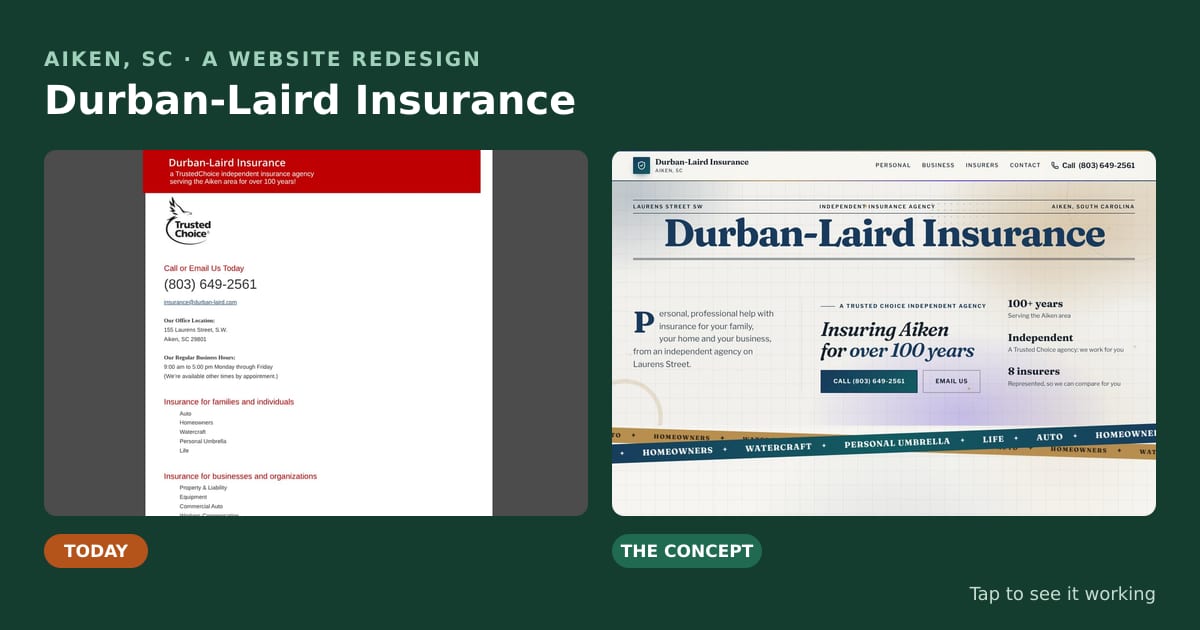 AIKEN, SC · A WEBSITE REDESIGN
Durban-Laird Insurance
Durban-Laird Insurance
a TrustedChoice independent insurance agency
serving the Aiken area for over 100 years!
Trusted
Choice®
Call or Email Us Today
(803) 649-2561
insurance@durban-laird.com
Our Office Location:
155 Laurens Street, S.W.
Aiken, SC 29801
Our Regular Business Hours:
9:00 am to 5:00 pm Monday through Friday
(We're available other times by appointment.)
Insurance for families and individuals
Auto
Homeowners
Watercraft
Personal Umbrella
Life
Insurance for businesses and organizations
Property & Liability
Equipment
Commercial Auto
TODAY
Durban-Laird Insurance
AIKEN, SC
PERSONAL BUSINESS INSURERS CONTACT Call (803) 649-2561
LAURENS STREET SW INDEPENDENT INSURANCE AGENCY AIKEN, SOUTH CAROLINA
Durban-Laird Insurance
Personal, professional help with
insurance for your family,
your home and your business,
from an independent agency on
Laurens Street.
A TRUSTED CHOICE INDEPENDENT AGENCY
Insuring Aiken
for over 100 years
CALL (803) 649-2561 EMAIL US
100+ years
Serving the Aiken area
Independent
A Trusted Choice agency: we work for you
8 insurers
Represented, so we can compare for you
HOMEOWNERS
HOMEOWNERS WATERCRAFT PERSONAL UMBRELLA LIFE AUTO HOMEOWNE
HOMEOWNERS WAT
THE CONCEPT
Tap to see it working